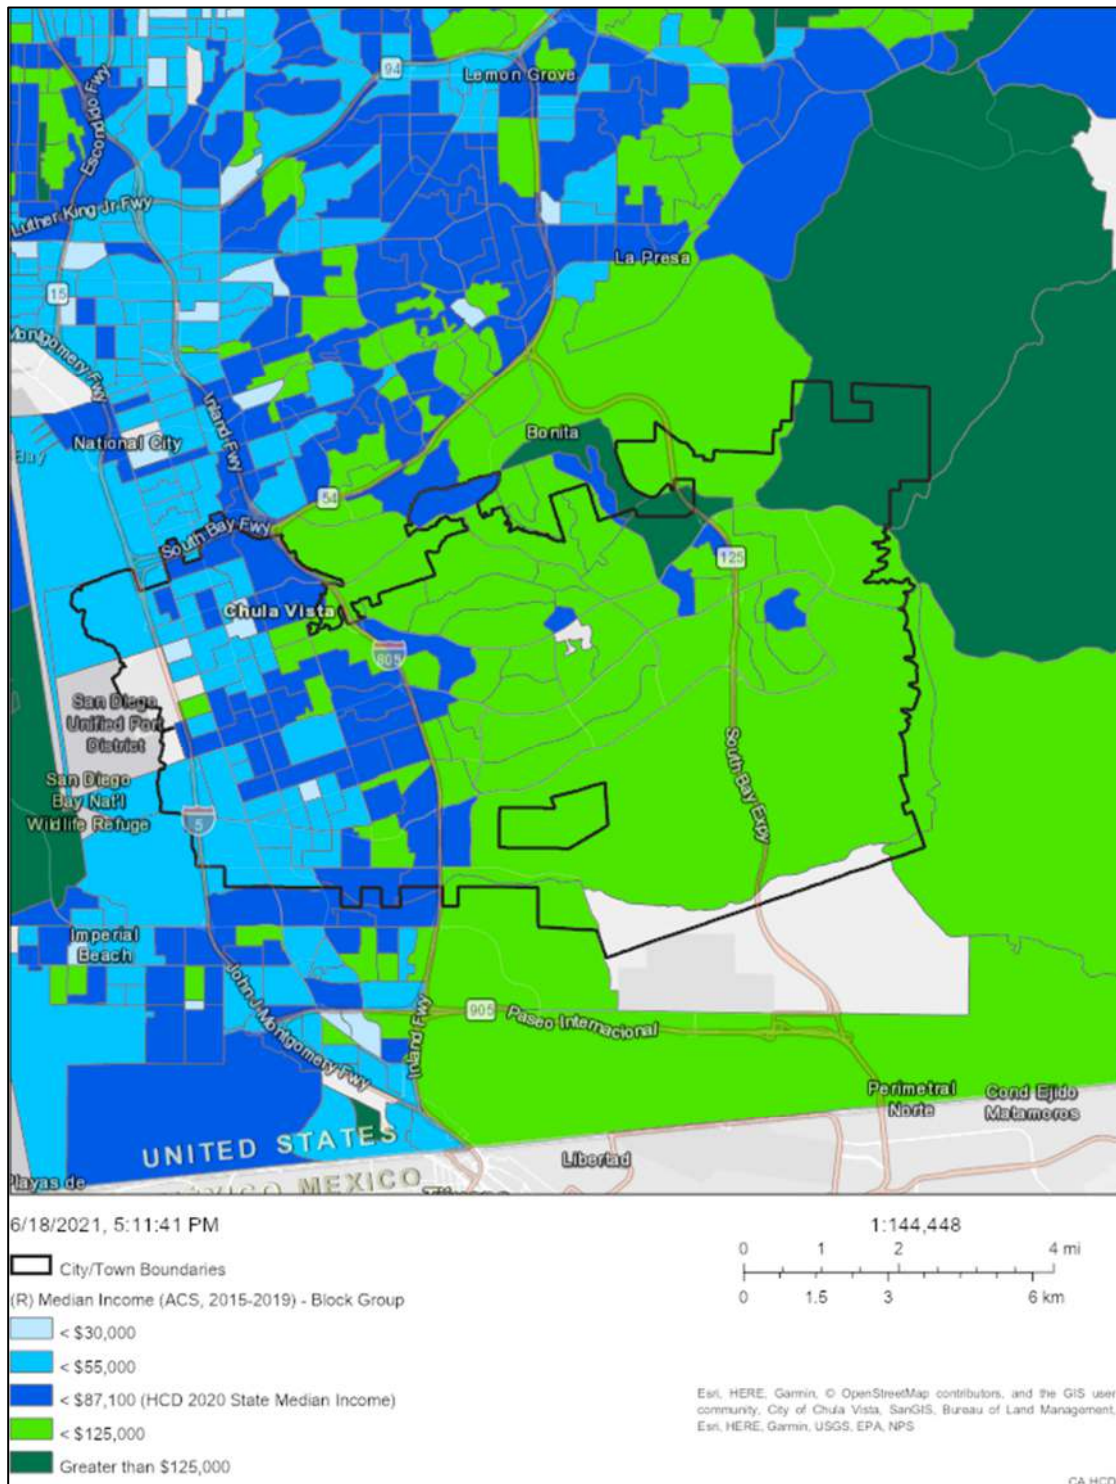 94
Lemon Grove
Escondido Fwy
Luther King Jr Fwy
La Presa
15
Montgomery Fwy
Inland Fwy
Bonita
National City
Bay
54
South Bay Fwy
125
Chula Vista
805
San Diego
Unified Port
District
South Bay Expy
San Diego
Bay Nat'l
Wildlife Refuge
5
Imperial
Beach
John J Montgomery Fwy
Inland Fwy
905
Paseo Internacional
Perimetral
Norte
Cond Ejido
Matamoros
UNITED STATES
MÉXICO MEXICO
Libertad
Playas de
6/18/2021, 5:11:41 PM
1:144,448
0 1 2 4 mi
0 1.5 3 6 km
City/Town Boundaries
(R) Median Income (ACS, 2015-2019) - Block Group
< $30,000
< $55,000
< $87,100 (HCD 2020 State Median Income)
< $125,000
Greater than $125,000
Esri, HERE, Garmin, © OpenStreetMap contributors, and the GIS user
community, City of Chula Vista, SanGIS, Bureau of Land Management,
Esri, HERE, Garmin, USGS, EPA, NPS
CA HCD